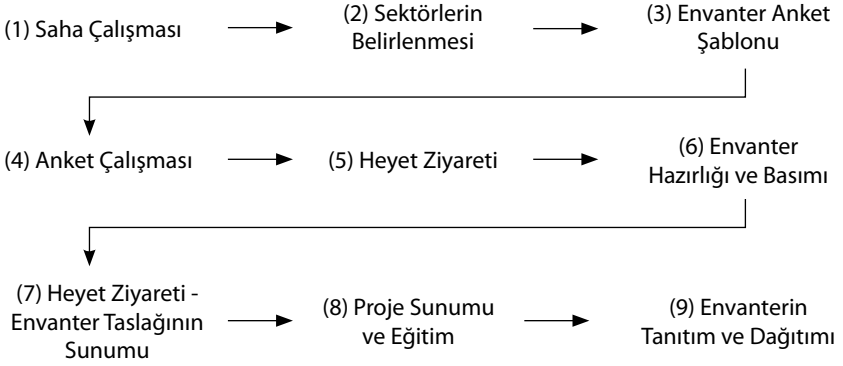 (1) Saha Çalışması
(2) Sektörlerin
Belirlenmesi
(3) Envanter Anket
Şablonu
(4) Anket Çalışması
(5) Heyet Ziyareti
(6) Envanter
Hazırlığı ve Basımı
(7) Heyet Ziyareti -
Envanter Taslağının
Sunumu
(8) Proje Sunumu
ve Eğitim
(9) Envanterin
Tanıtım ve Dağıtımı